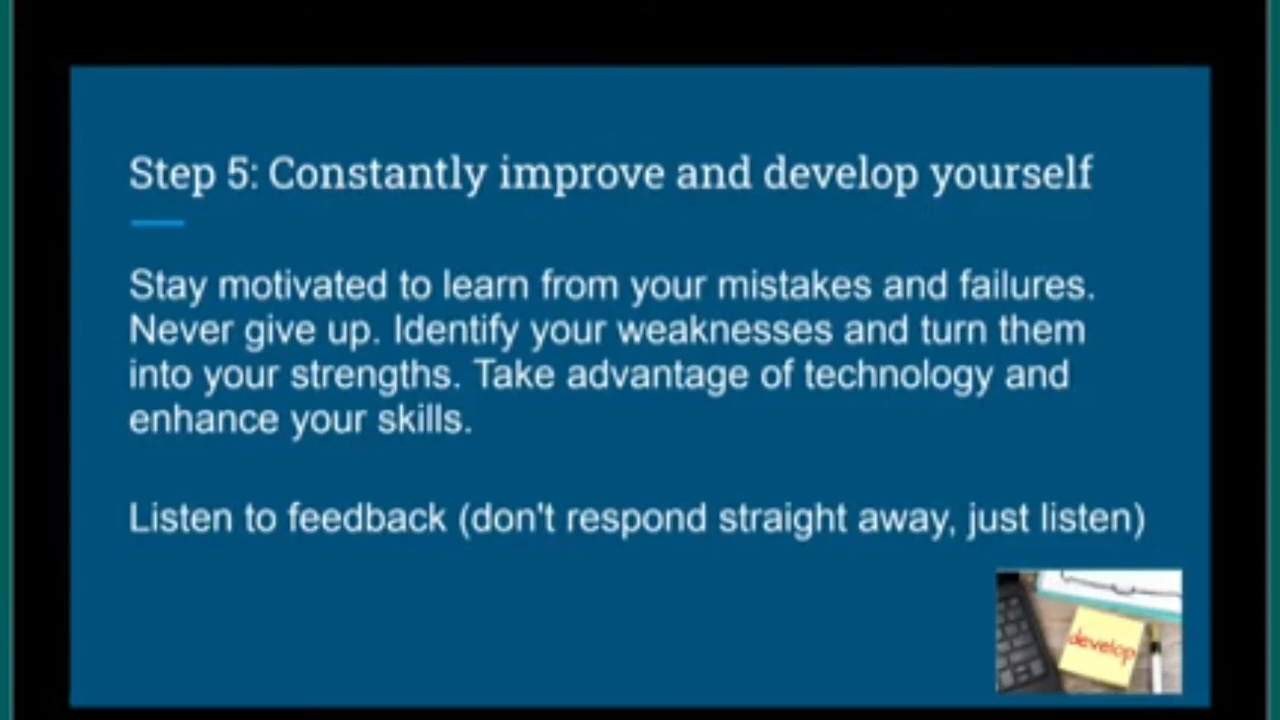 Step 5: Constantly improve and develop yourself
Stay motivated to learn from your mistakes and failures.
Never give up. Identify your weaknesses and turn them
into your strengths. Take advantage of technology and
enhance your skills.
Listen to feedback (don't respond straight away, just listen)
develop